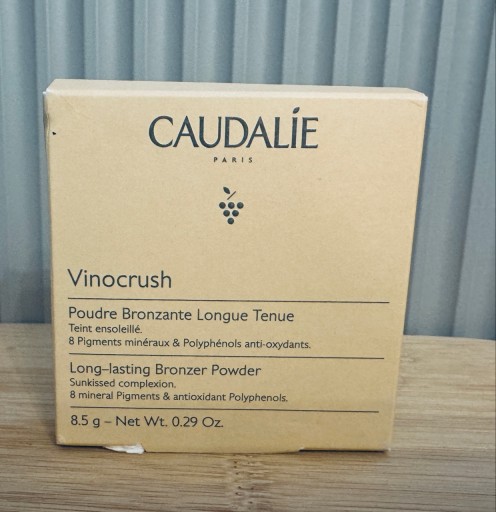 CAUDALÍE
PARIS
Vinocrush
Poudre Bronzante Longue Tenue
Teint ensoleillé.
8 Pigments minéraux & Polyphénols anti-oxydants.
Long-lasting Bronzer Powder
Sunkissed complexion.
8 mineral Pigments & antioxidant Polyphenols.
8.5 g – Net Wt. 0.29 Oz.